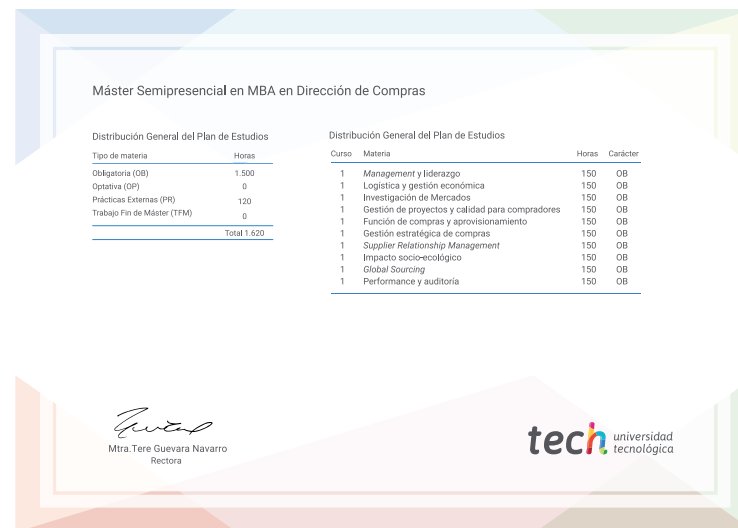 Máster Semipresencial en MBA en Dirección de Compras
Distribución General del Plan de Estudios
Tipo de materia Horas
Obligatoria (OB) 1.500
Optativa (OP) 0
Prácticas Externas (PR) 120
Trabajo Fin de Máster (TFM) 0
Total 1.620
Distribución General del Plan de Estudios
Curso Materia Horas Carácter
1 Management y liderazgo 150 OB
1 Logística y gestión económica 150 OB
1 Investigación de Mercados 150 OB
1 Gestión de proyectos y calidad para compradores 150 OB
1 Función de compras y aprovisionamiento 150 OB
1 Gestión estratégica de compras 150 OB
1 Supplier Relationship Management 150 OB
1 Impacto socio-ecológico 150 OB
1 Global Sourcing 150 OB
1 Performance y auditoría 150 OB
Mtra.Tere Guevara Navarro
Rectora
tech universidad
tecnológica